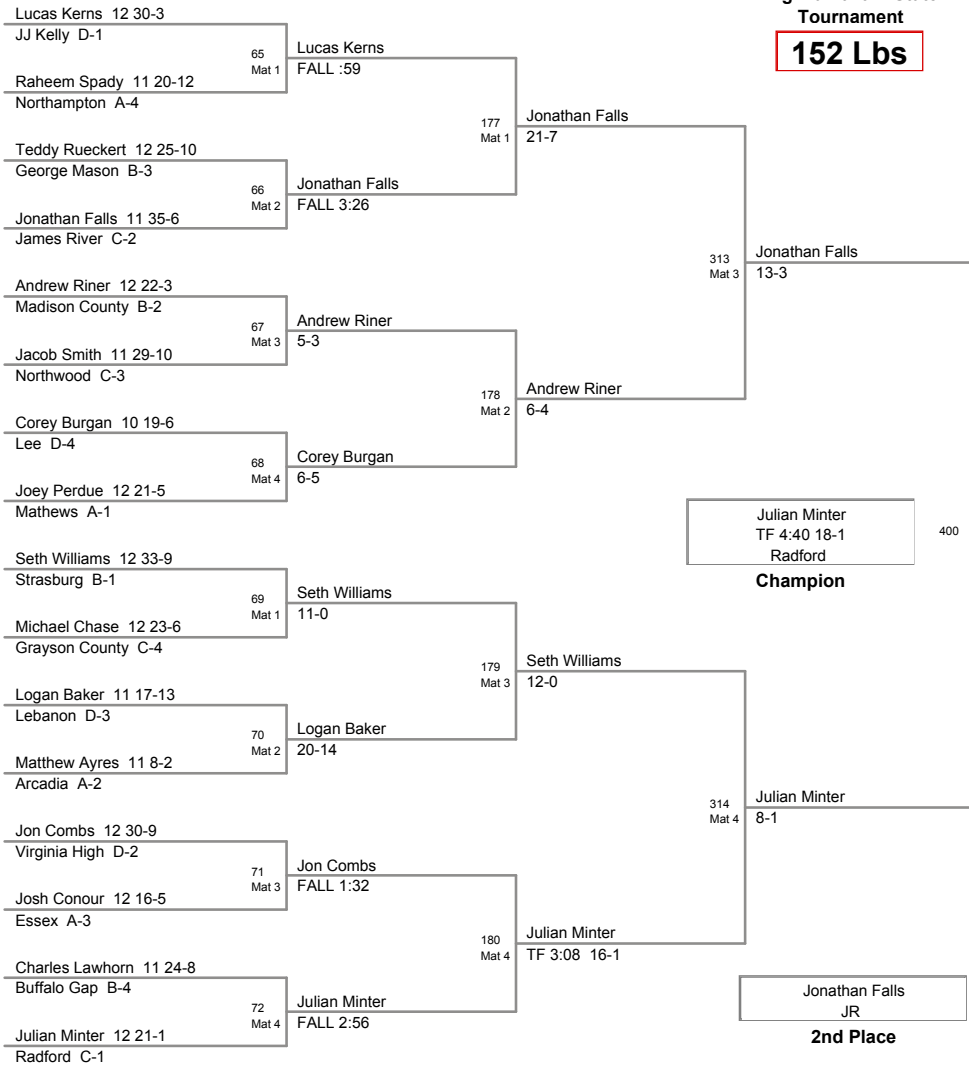 Tournament
152 Lbs
Lucas Kerns 12 30-3
JJ Kelly D-1
65
Mat 1
Lucas Kerns
FALL :59
Raheem Spady 11 20-12
Northampton A-4
177
Mat 1
Jonathan Falls
21-7
Teddy Rueckert 12 25-10
George Mason B-3
66
Mat 2
Jonathan Falls
FALL 3:26
Jonathan Falls 11 35-6
James River C-2
313
Mat 3
Jonathan Falls
13-3
Andrew Riner 12 22-3
Madison County B-2
67
Mat 3
Andrew Riner
5-3
Jacob Smith 11 29-10
Northwood C-3
178
Mat 2
Andrew Riner
6-4
Corey Burgan 10 19-6
Lee D-4
68
Mat 4
Corey Burgan
6-5
Joey Perdue 12 21-5
Mathews A-1
Julian Minter
TF 4:40 18-1
Radford
400
Champion
Seth Williams 12 33-9
Strasburg B-1
69
Mat 1
Seth Williams
11-0
Michael Chase 12 23-6
Grayson County C-4
179
Mat 3
Seth Williams
12-0
Logan Baker 11 17-13
Lebanon D-3
70
Mat 2
Logan Baker
20-14
Matthew Ayres 11 8-2
Arcadia A-2
314
Mat 4
Julian Minter
8-1
Jon Combs 12 30-9
Virginia High D-2
71
Mat 3
Jon Combs
FALL 1:32
Josh Conour 12 16-5
Essex A-3
180
Mat 4
Julian Minter
TF 3:08 16-1
Charles Lawhorn 11 24-8
Buffalo Gap B-4
72
Mat 4
Julian Minter
FALL 2:56
Julian Minter 12 21-1
Radford C-1
Jonathan Falls
JR
2nd Place